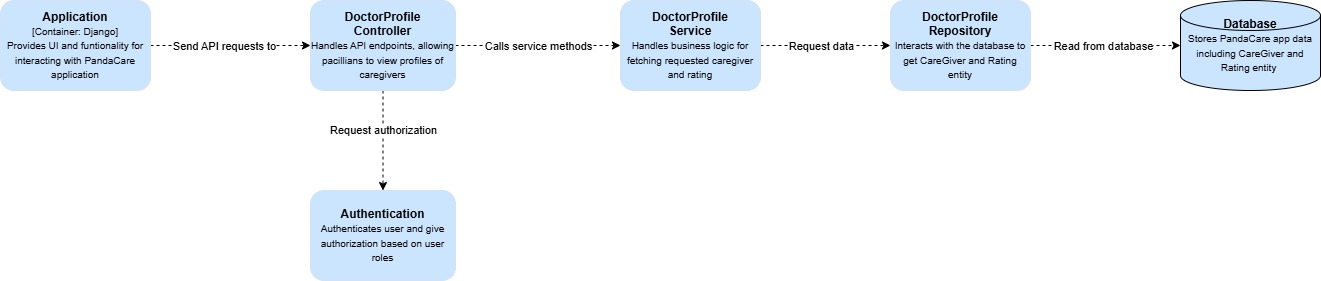 Application
[Container: Django]
Provides UI and funtionality for
interacting with PandaCare
application
Send API requests to
DoctorProfile
Controller
Handles API endpoints, allowing
pacillians to view profiles of
caregivers
Calls service methods
DoctorProfile
Service
Handles business logic for
fetching requested caregiver
and rating
Request data
DoctorProfile
Repository
Interacts with the database to
get CareGiver and Rating
entity
Read from database
Database
Stores PandaCare app data
including CareGiver and
Rating entity
Request authorization
Authentication
Authenticates user and give
authorization based on user
roles